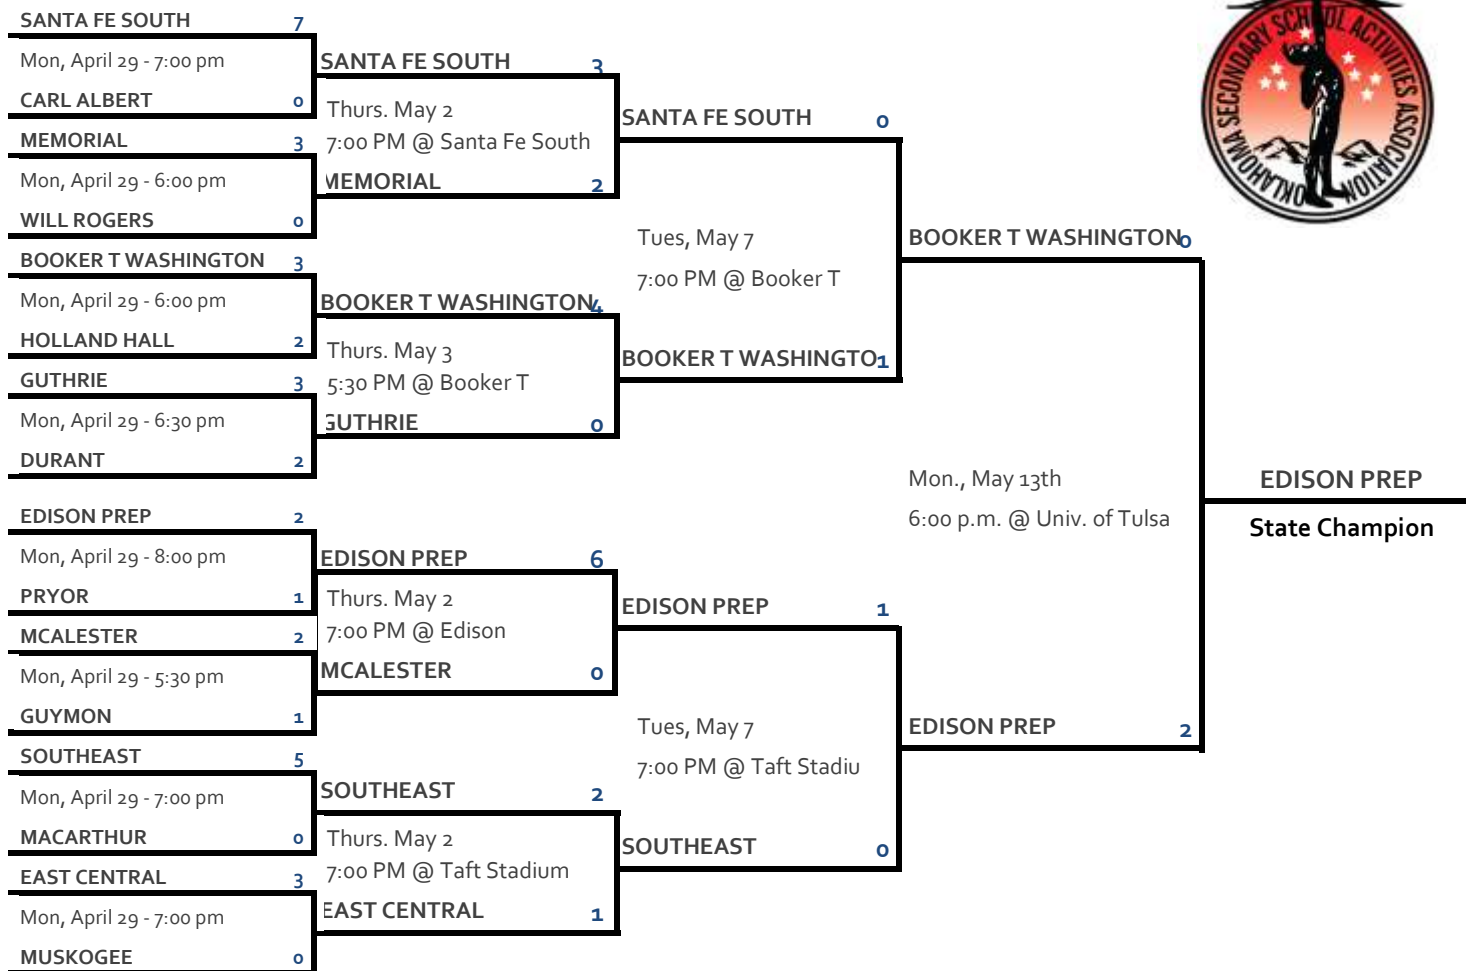 SANTA FE SOUTH 7
Mon, April 29 - 7:00 pm
CARL ALBERT 0
MEMORIAL 3
Mon, April 29 - 6:00 pm
WILL ROGERS 0
BOOKER T WASHINGTON 3
Mon, April 29 - 6:00 pm
HOLLAND HALL 2
GUTHRIE 3
Mon, April 29 - 6:30 pm
DURANT 2
EDISON PREP 2
Mon, April 29 - 8:00 pm
PRYOR 1
MCALESTER 2
Mon, April 29 - 5:30 pm
GUYMON 1
SOUTHEAST 5
Mon, April 29 - 7:00 pm
MACARTHUR 0
EAST CENTRAL 3
Mon, April 29 - 7:00 pm
MUSKOGEE 0
SANTA FE SOUTH 3
Thurs. May 2
7:00 PM @ Santa Fe South
MEMORIAL 2
BOOKER T WASHINGTON 4
Thurs. May 3
5:30 PM @ Booker T
GUTHRIE 0
EDISON PREP 6
Thurs. May 2
7:00 PM @ Edison
MCALESTER 0
SOUTHEAST 2
Thurs. May 2
7:00 PM @ Taft Stadium
EAST CENTRAL 1
SANTA FE SOUTH 0
Tues, May 7
7:00 PM @ Booker T
BOOKER T WASHINGTO 1
EDISON PREP 1
Tues, May 7
7:00 PM @ Taft Stadiu
SOUTHEAST 0
BOOKER T WASHINGTON 0
Mon., May 13th
6:00 p.m. @ Univ. of Tulsa
EDISON PREP 2
EDISON PREP
State Champion
OKLAHOMA SECONDARY SCHOOL ACTIVITIES ASSOCIATION